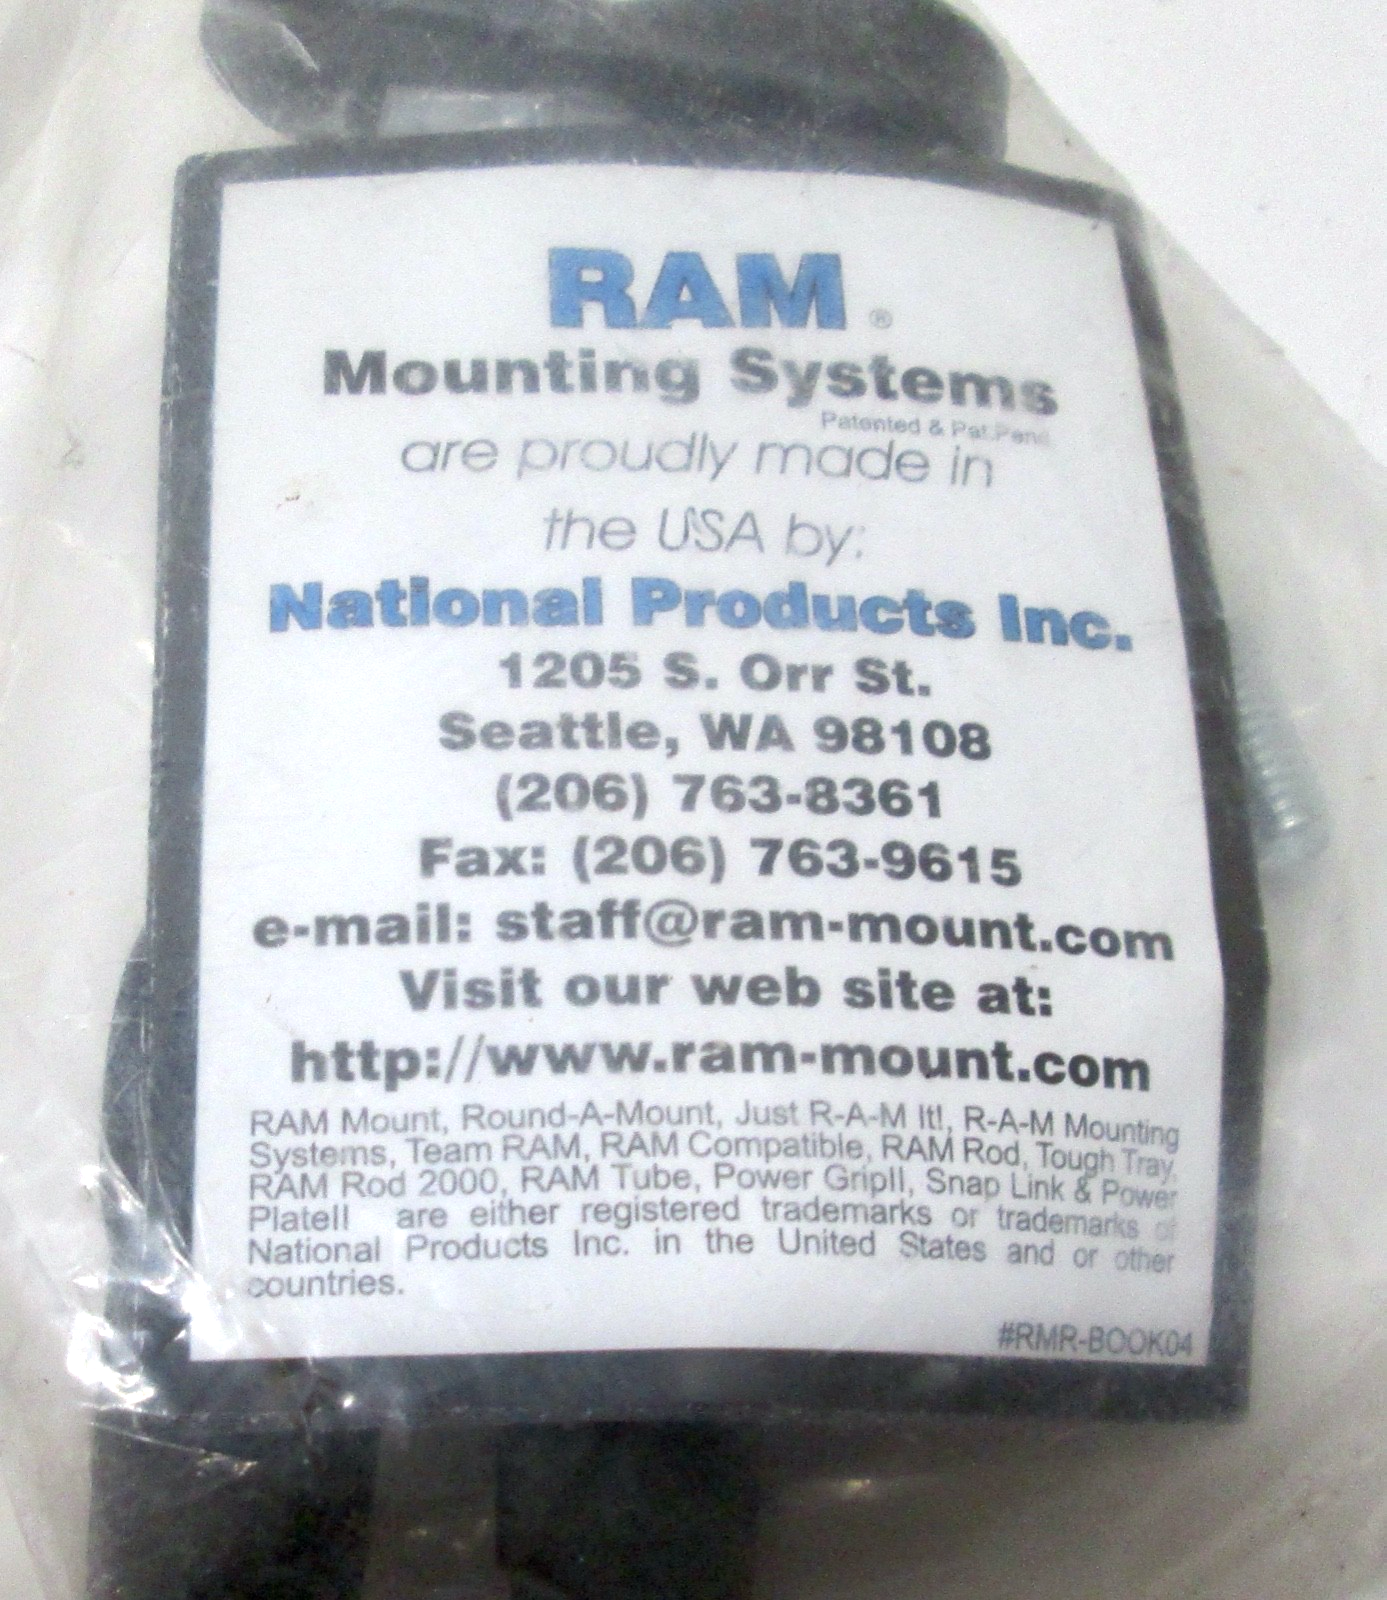 RAM ®
Mounting Systems
Patented & Pat.Pend.
are proudly made in
the USA by:
National Products Inc.
1205 S. Orr St.
Seattle, WA 98108
(206) 763-8361
Fax: (206) 763-9615
e-mail: staff@ram-mount.com
Visit our web site at:
http://www.ram-mount.com
RAM Mount, Round-A-Mount, Just R-A-M It!, R-A-M Mounting
Systems, Team RAM, RAM Compatible, RAM Rod, Tough Tray,
RAM Rod 2000, RAM Tube, Power GripII, Snap Link & Power
PlateII are either registered trademarks or trademarks of
National Products Inc. in the United States and or other
countries.
#RMR-BOOK04